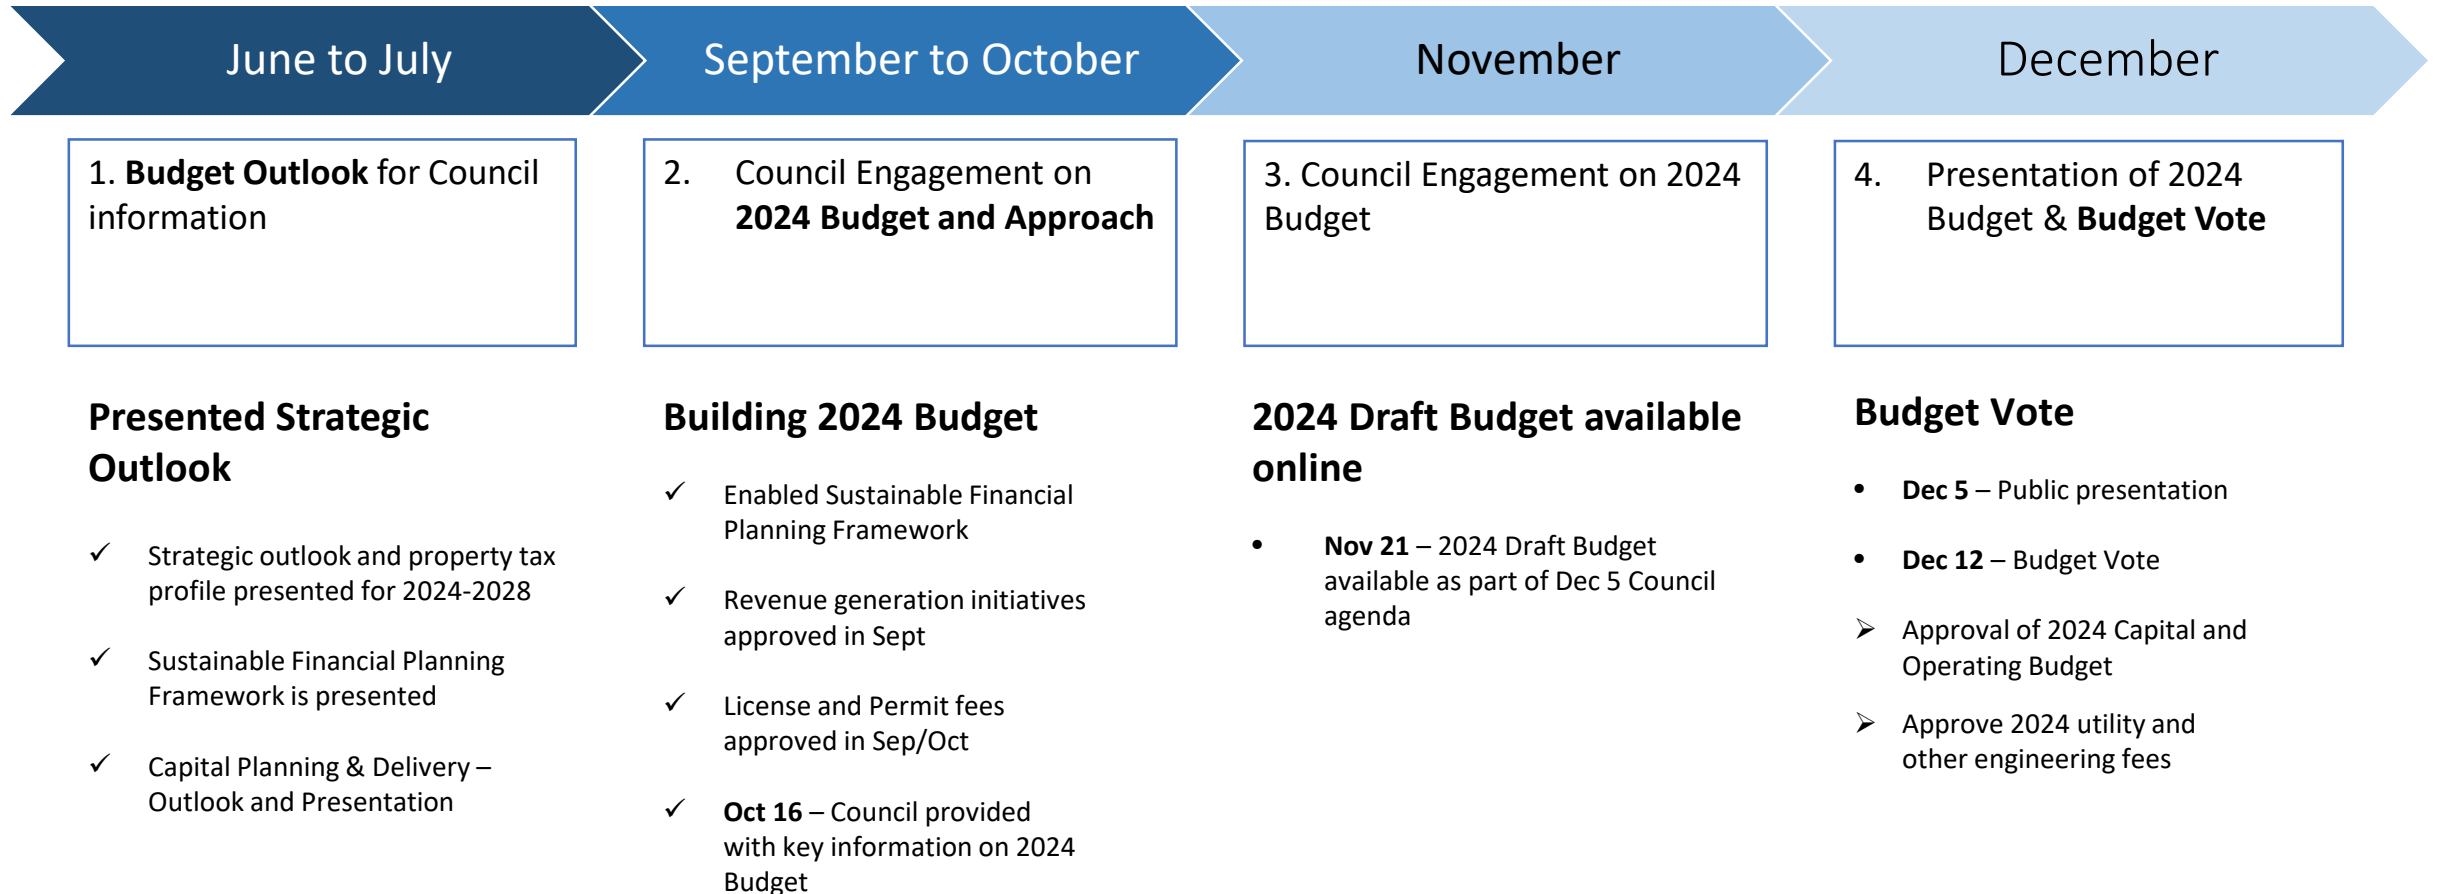 June to July
September to October
November
December
1. Budget Outlook for Council
information
2. Council Engagement on
2024 Budget and Approach
3. Council Engagement on 2024
Budget
4. Presentation of 2024
Budget & Budget Vote
Presented Strategic
Outlook
✓ Strategic outlook and property tax
profile presented for 2024-2028
✓ Sustainable Financial Planning
Framework is presented
✓ Capital Planning & Delivery –
Outlook and Presentation
Building 2024 Budget
✓ Enabled Sustainable Financial
Planning Framework
✓ Revenue generation initiatives
approved in Sept
✓ License and Permit fees
approved in Sep/Oct
✓ Oct 16 – Council provided
with key information on 2024
Budget
2024 Draft Budget available
online
• Nov 21 – 2024 Draft Budget
available as part of Dec 5 Council
agenda
Budget Vote
• Dec 5 – Public presentation
• Dec 12 – Budget Vote
➢ Approval of 2024 Capital and
Operating Budget
➢ Approve 2024 utility and
other engineering fees